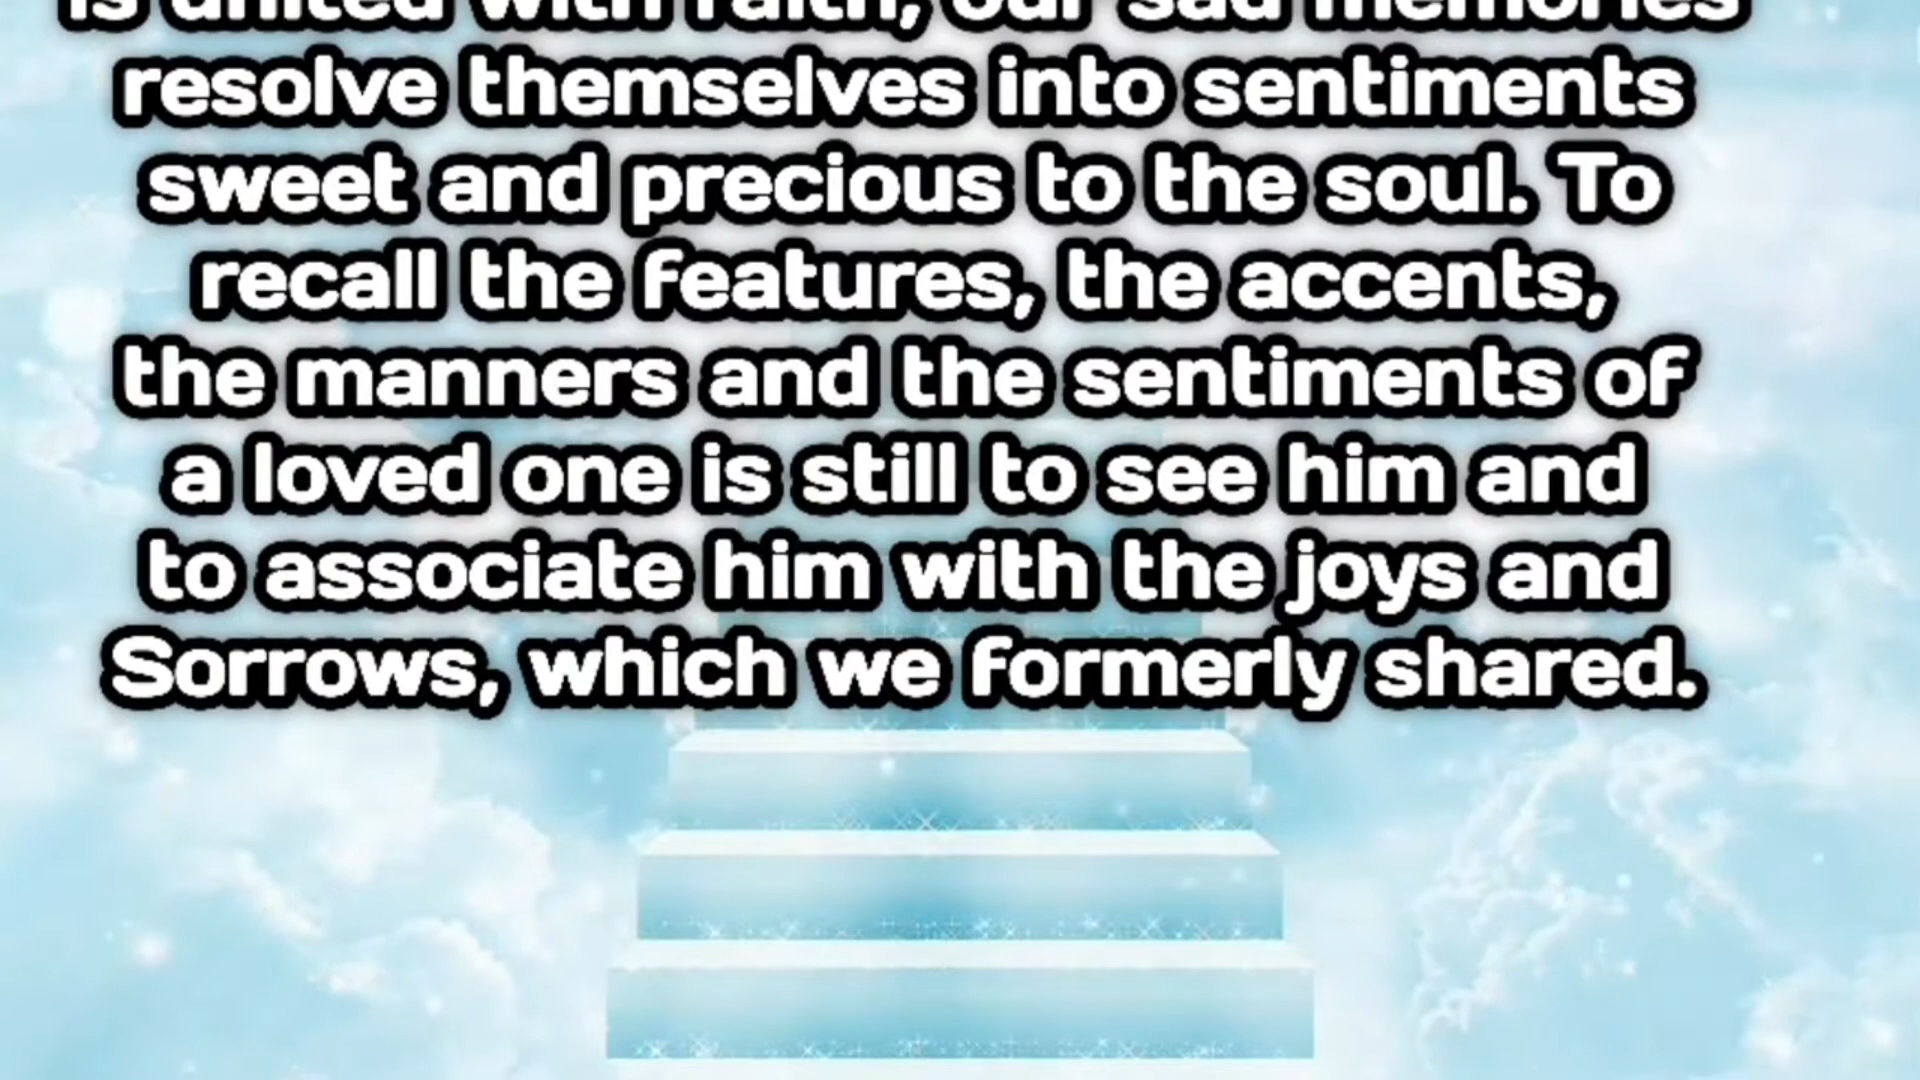 is united with Faith, our sad memories
resolve themselves into sentiments
sweet and precious to the soul. To
recall the features, the accents,
the manners and the sentiments of
a loved one is still to see him and
to associate him with the joys and
Sorrows, which we formerly shared.